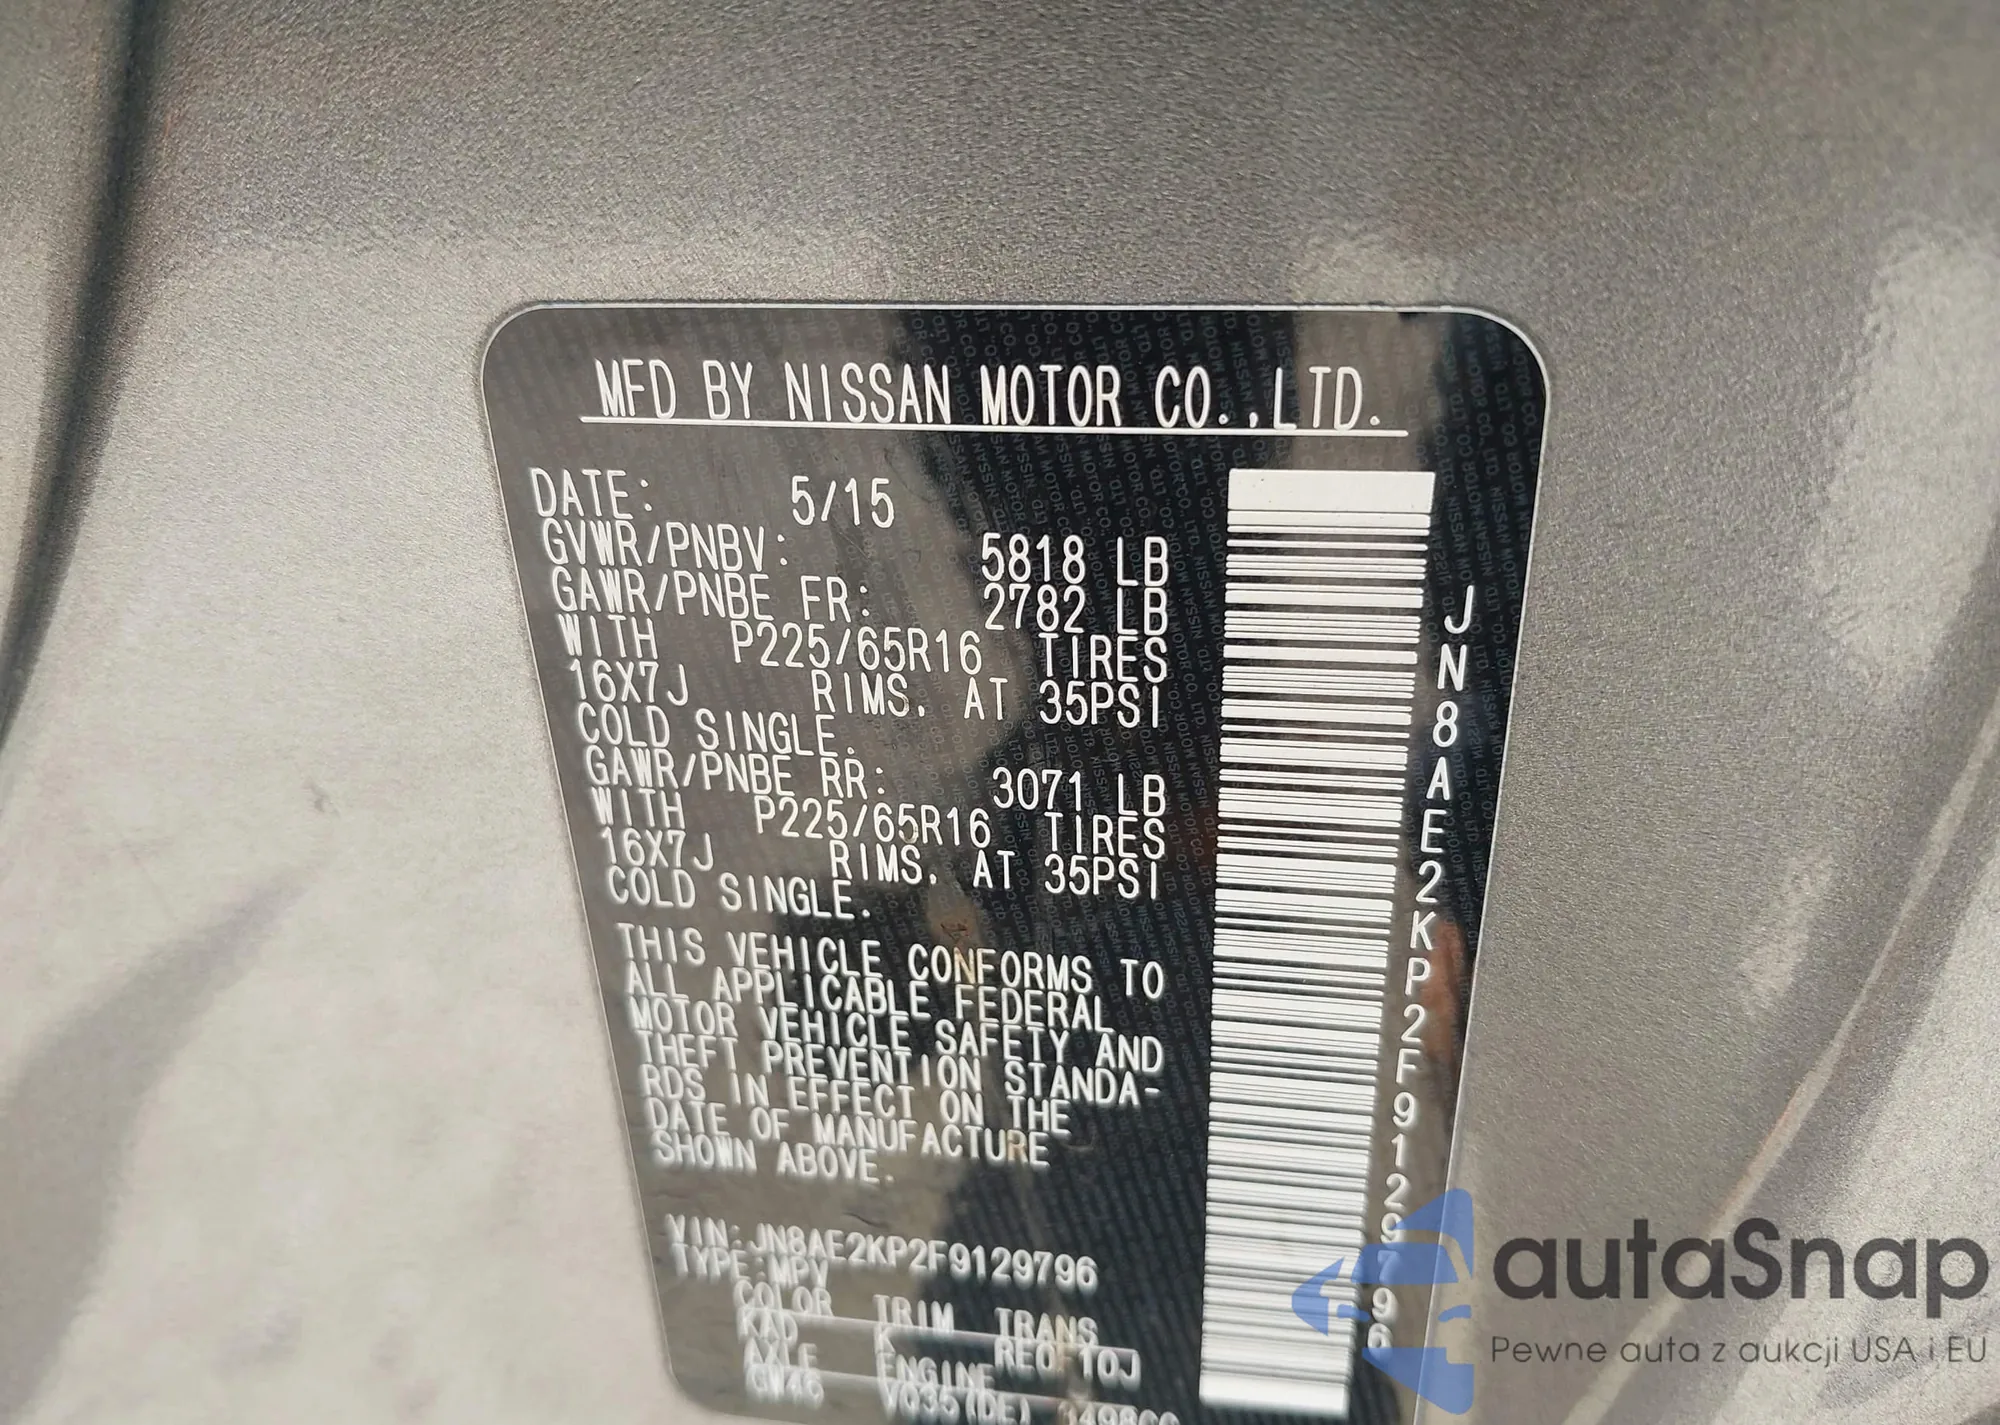 MFD BY NISSAN MOTOR CO.,LTD.
DATE: 5/15
GVWR/PNBV: 5818 LB
GAWR/PNBE FR: 2782 LB
WITH P225/65R16 TIRES
16X7J RIMS. AT 35PSI
COLD SINGLE.
GAWR/PNBE RR: 3071 LB
WITH P225/65R16 TIRES
16X7J RIMS. AT 35PSI
COLD SINGLE.
THIS VEHICLE CONFORMS TO
ALL APPLICABLE FEDERAL
MOTOR VEHICLE SAFETY AND
THEFT PREVENTION STANDA-
RDS IN EFFECT ON THE
DATE OF MANUFACTURE
SHOWN ABOVE.
VIN:JN8AE2KP2F9129796
TYPE:MPV
COLOR TRIM TRANS
KAD K RE0F10J
AXLE ENGINE
GW46 VQ35(DE) 3498CC
JN8AE2KP2F9129796
autaSnap
Pewne auta z aukcji USA i EU